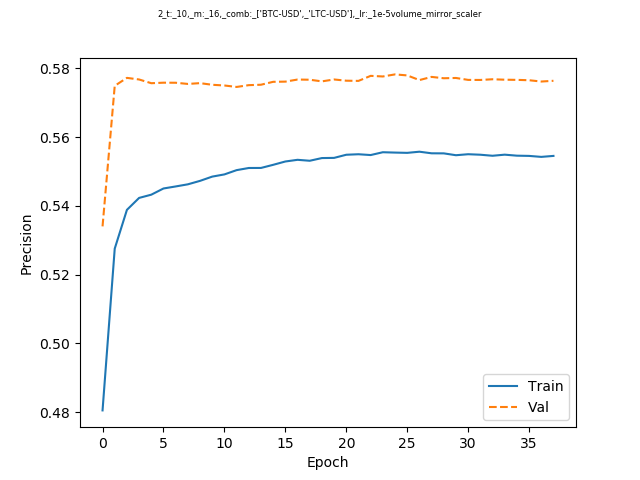 2_t:_10,_m:_16,_comb:_['BTC-USD',_'LTC-USD'],_lr:_1e-5volume_mirror_scaler
0.58
0.56
0.54
0.52
0.50
0.48
Precision
Train
Val
0 5 10 15 20 25 30 35
Epoch